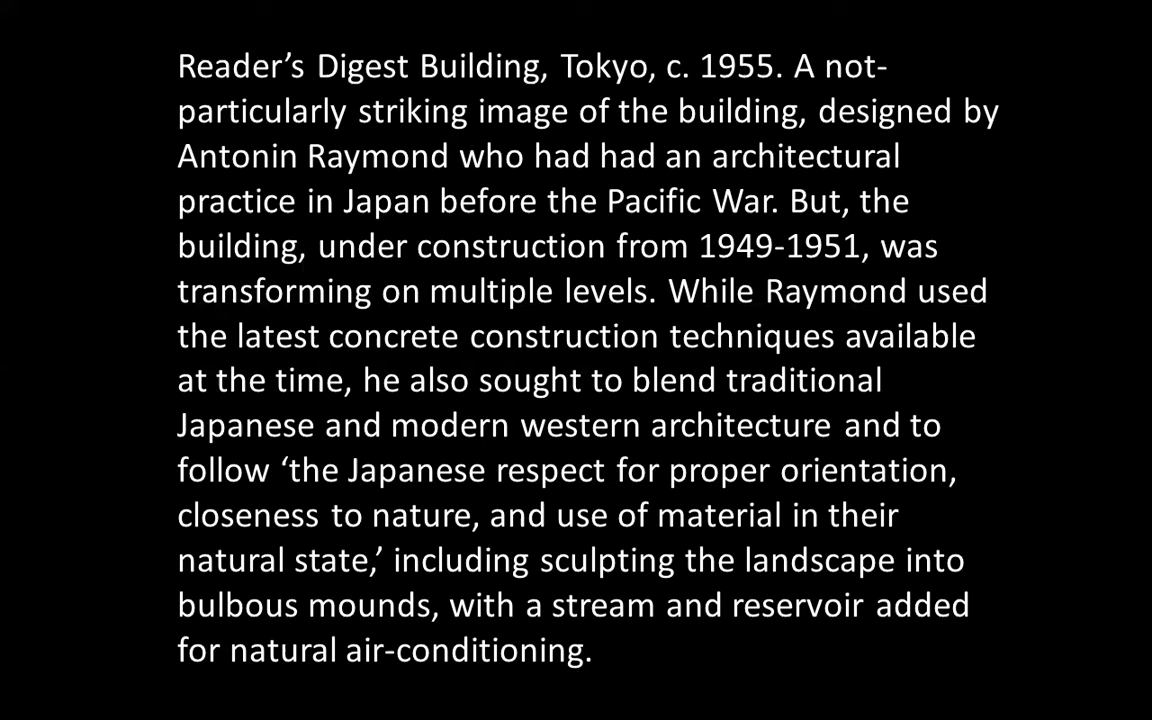 Reader’s Digest Building, Tokyo, c. 1955. A not-
particularly striking image of the building, designed by
Antonin Raymond who had had an architectural
practice in Japan before the Pacific War. But, the
building, under construction from 1949-1951, was
transforming on multiple levels. While Raymond used
the latest concrete construction techniques available
at the time, he also sought to blend traditional
Japanese and modern western architecture and to
follow ‘the Japanese respect for proper orientation,
closeness to nature, and use of material in their
natural state,’ including sculpting the landscape into
bulbous mounds, with a stream and reservoir added
for natural air-conditioning.